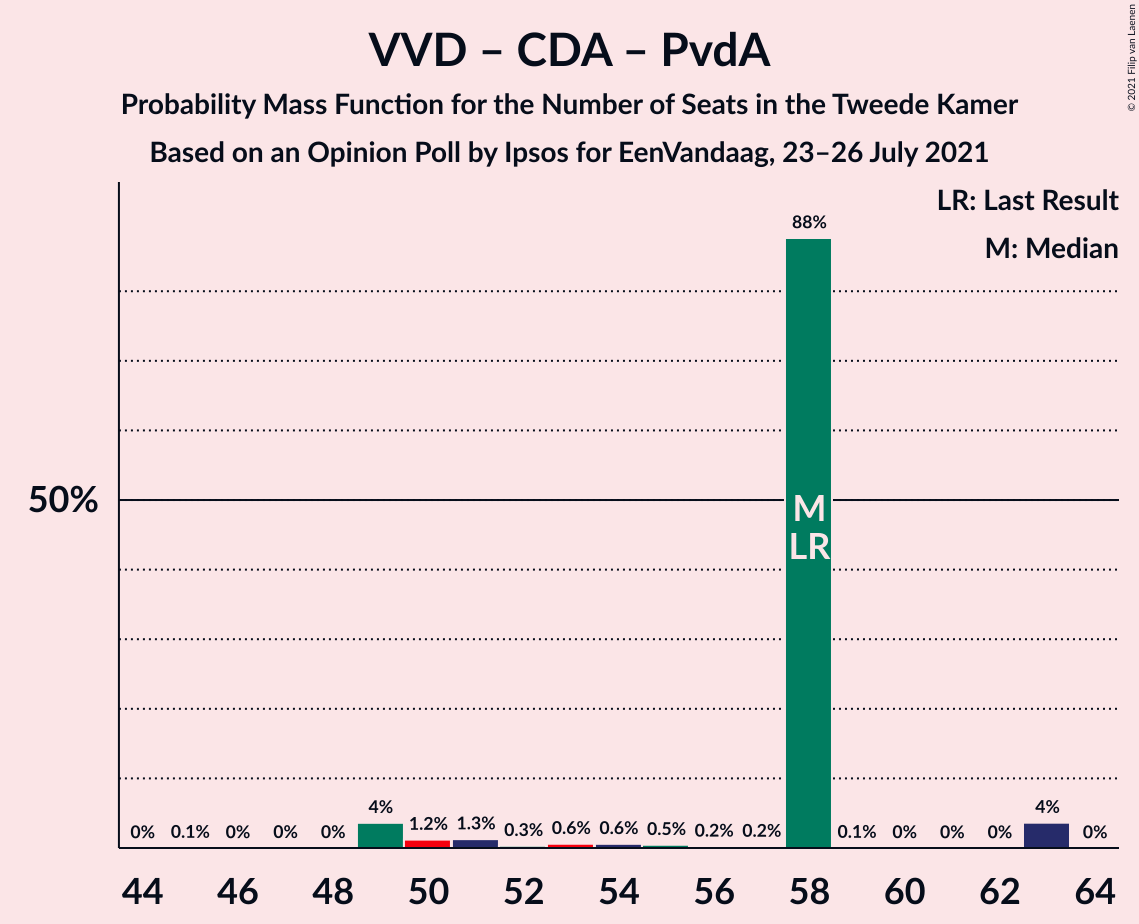 VVD – CDA – PvdA
Probability Mass Function for the Number of Seats in the Tweede Kamer
Based on an Opinion Poll by Ipsos for EenVandaag, 23–26 July 2021
© 2021 Filip van Laenen
LR: Last Result
M: Median
50%
0% 0.1% 0% 0% 0% 4% 1.2% 1.3% 0.3% 0.6% 0.6% 0.5% 0.2% 0.2% 88% 0.1% 0% 0% 0% 4% 0%
M
LR
44 46 48 50 52 54 56 58 60 62 64